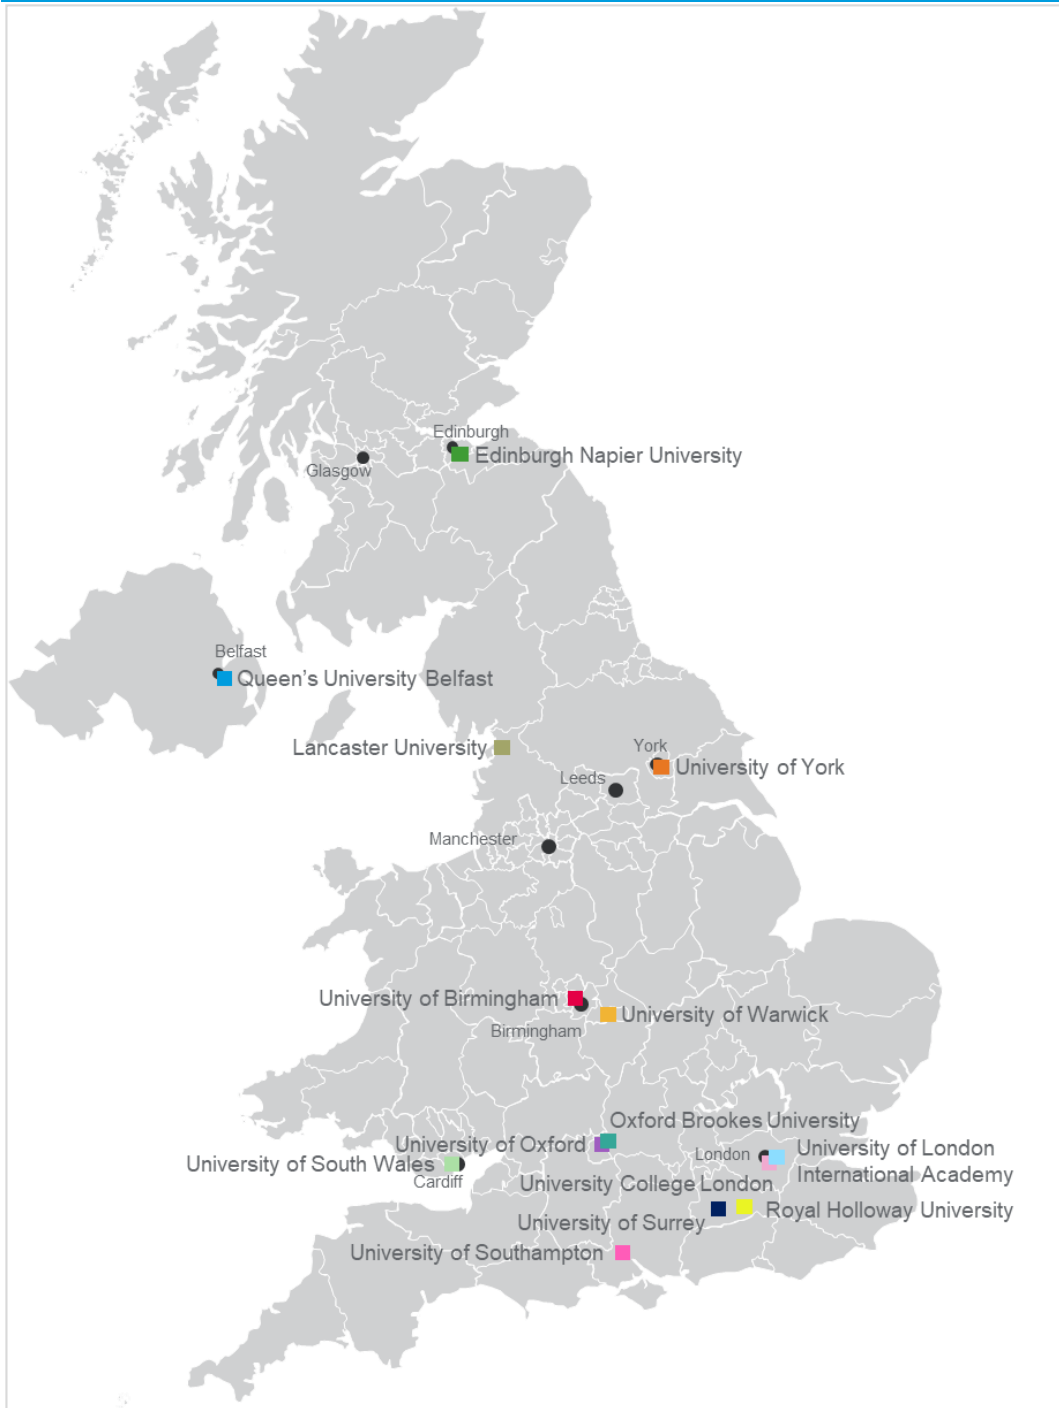 Edinburgh
Edinburgh Napier University
Glasgow
Belfast
Queen's University Belfast
York
Lancaster University
University of York
Leeds
Manchester
University of Birmingham
University of Warwick
Birmingham
Oxford Brookes University
University of Oxford
London
University of London
International Academy
University of South Wales
Cardiff
University College London
Royal Holloway University
University of Surrey
University of Southampton